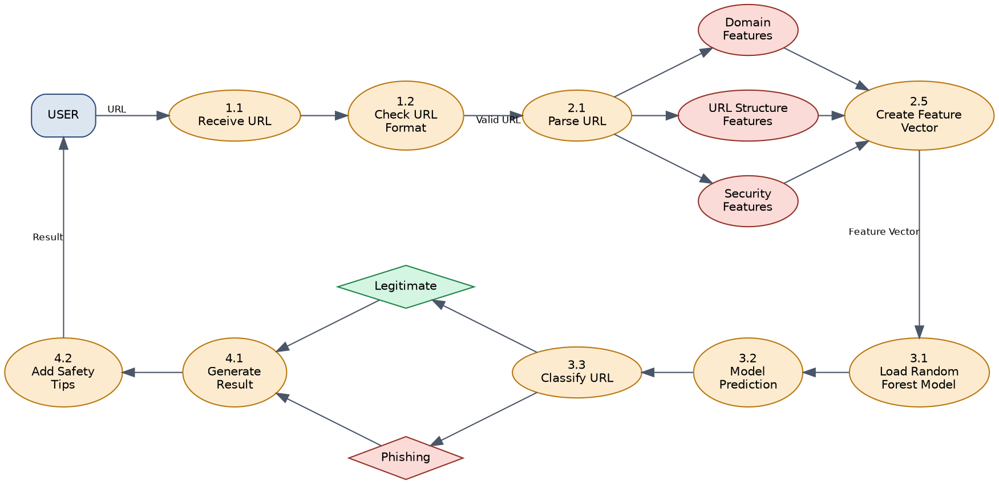 Domain
Features
USER
URL
1.1
Receive URL
1.2
Check URL
Format
Valid URL
2.1
Parse URL
URL Structure
Features
2.5
Create Feature
Vector
Security
Features
Feature Vector
Result
Legitimate
4.2
Add Safety
Tips
4.1
Generate
Result
3.3
Classify URL
3.2
Model
Prediction
3.1
Load Random
Forest Model
Phishing